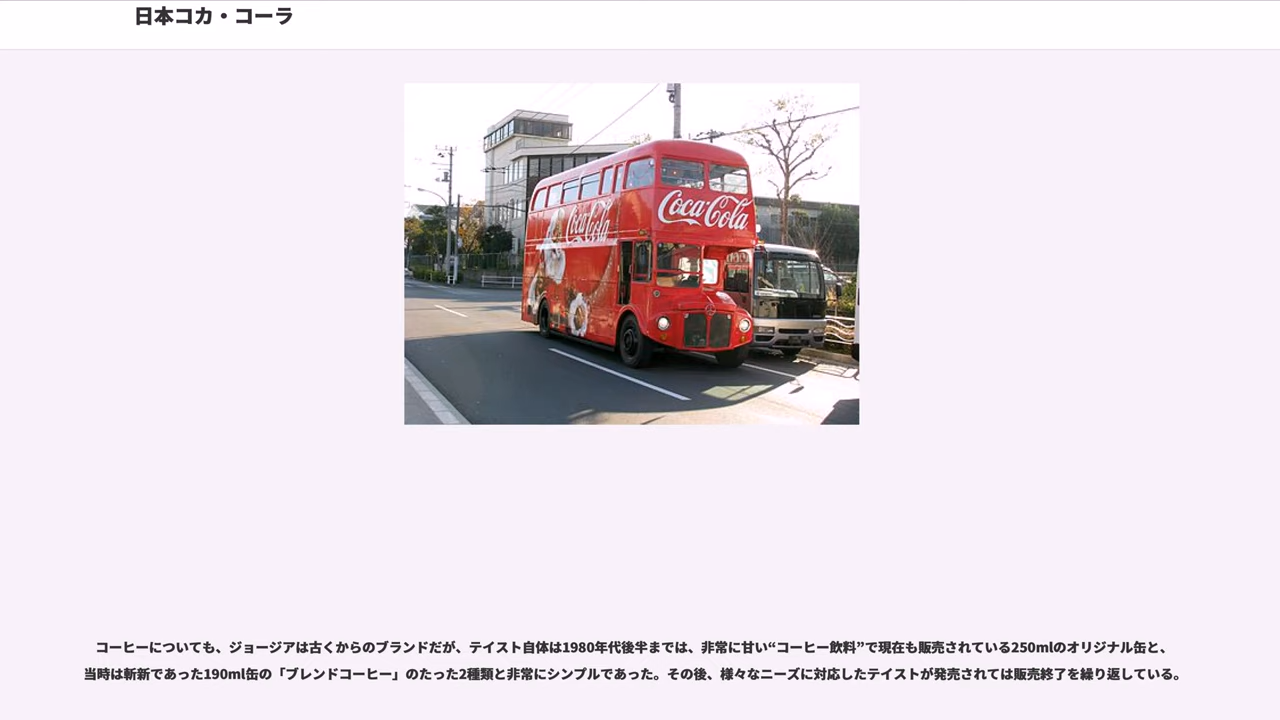 日本コカ・コーラ
Coca-Cola
Coca-Cola
コーヒーについても、ジョージアは古くからのブランドだが、テイスト自体は1980年代後半までは、非常に甘い“コーヒー飲料”で現在も販売されている250mlのオリジナル缶と、
当時は斬新であった190ml缶の「ブレンドコーヒー」のたった2種類と非常にシンプルであった。その後、様々なニーズに対応したテイストが発売されては販売終了を繰り返している。